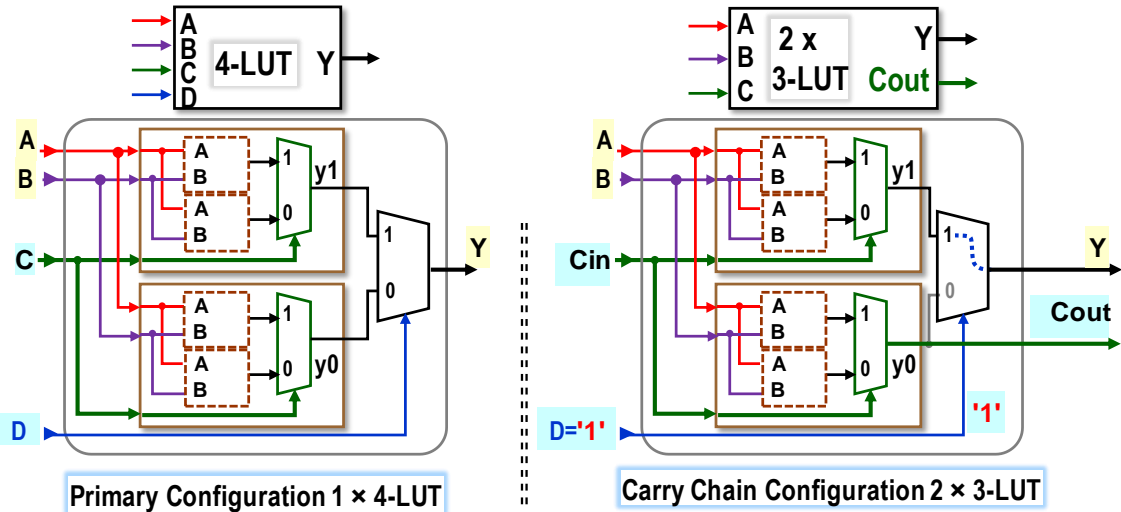 A
B
C
D
4-LUT
Y
A
B
C
2 x
3-LUT
Y
Cout
A
B
C
D
A
B
A
B
1
0
y1
A
B
A
B
1
0
y0
1
0
Y
A
B
Cin
D='1'
A
B
A
B
1
0
y1
A
B
A
B
1
0
y0
1
0
'1'
Y
Cout
Primary Configuration 1 × 4-LUT
Carry Chain Configuration 2 × 3-LUT